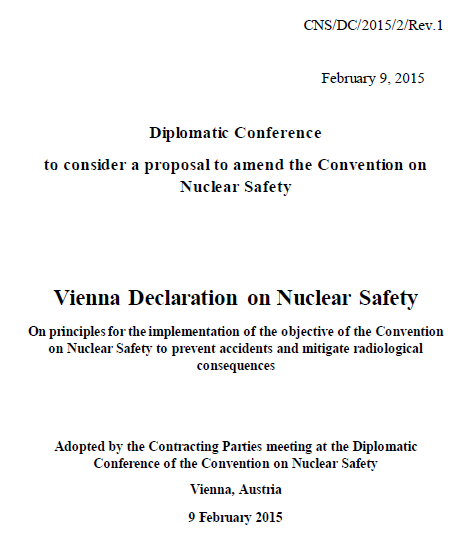 CNS/DC/2015/2/Rev.1
February 9, 2015
Diplomatic Conference
to consider a proposal to amend the Convention on
Nuclear Safety
Vienna Declaration on Nuclear Safety
On principles for the implementation of the objective of the Convention
on Nuclear Safety to prevent accidents and mitigate radiological
consequences
Adopted by the Contracting Parties meeting at the Diplomatic
Conference of the Convention on Nuclear Safety
Vienna, Austria
9 February 2015